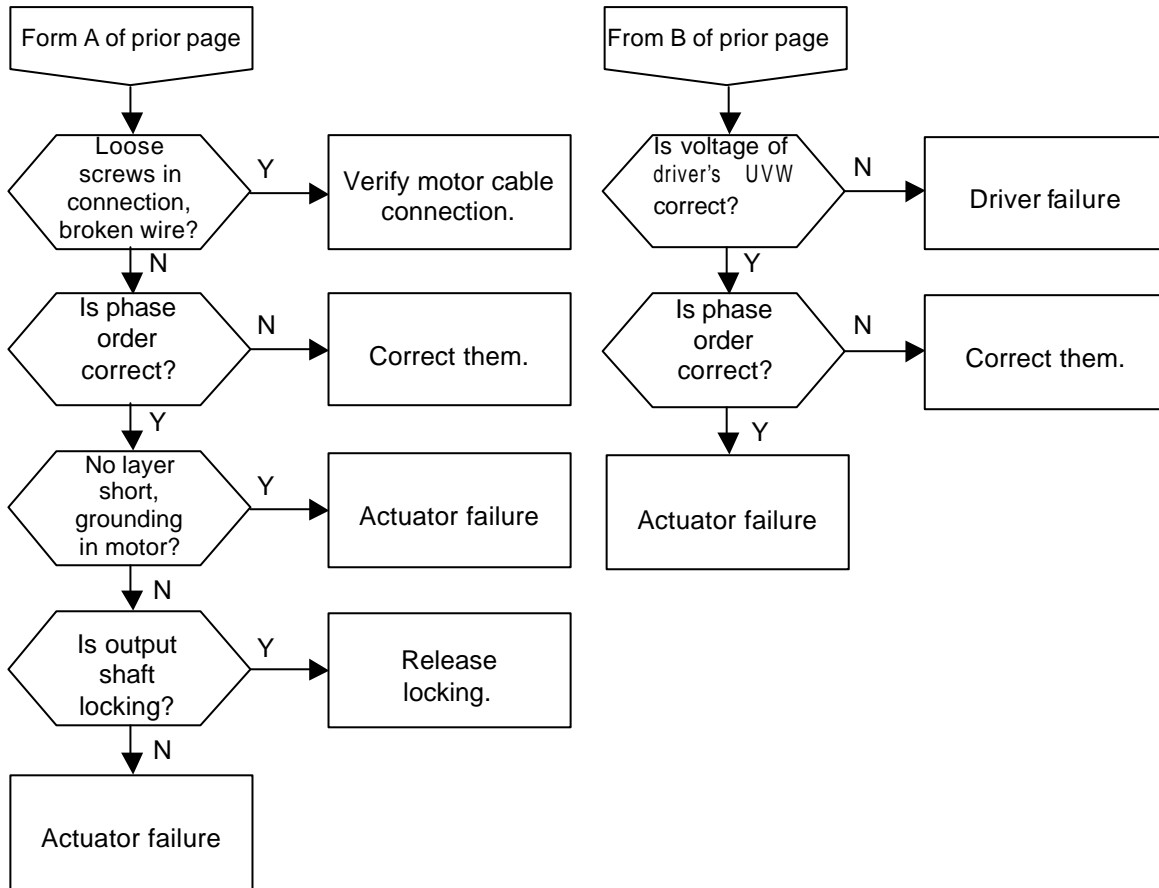 Form A of prior page
Loose
screws in
connection,
broken wire?
Y
Verify motor cable
connection.
N
Is phase
order
correct?
N
Correct them.
Y
No layer
short,
grounding
in motor?
Y
Actuator failure
N
Is output
shaft
locking?
Y
Release
locking.
N
Actuator failure
From B of prior page
Is voltage of
driver's UVW
correct?
N
Driver failure
Y
Is phase
order
correct?
N
Correct them.
Y
Actuator failure